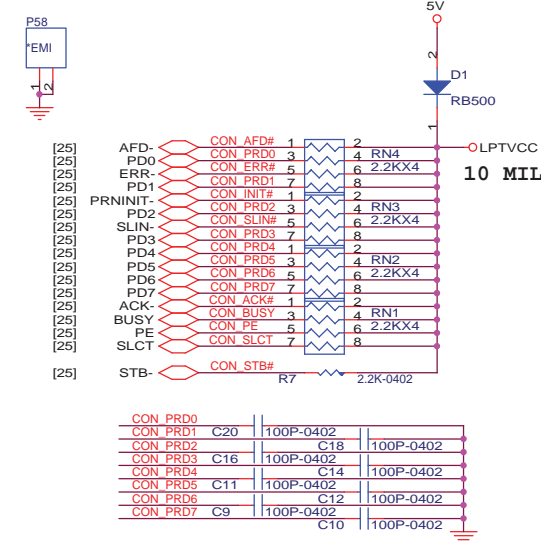 5V
P58
*EMI
1 2
2
D1
RB500
1
LPTVCC
10 MIL
[25] AFD- CON_AFD# 1 2
[25] PD0 CON_PRD0 3 4 RN4
[25] ERR- CON_ERR# 5 6 2.2KX4
[25] PD1 CON_PRD1 7 8
[25] PRNINIT- CON_INIT# 1 2
[25] PD2 CON_PRD2 3 4 RN3
[25] SLIN- CON_SLIN# 5 6 2.2KX4
[25] PD3 CON_PRD3 7 8
[25] PD4 CON_PRD4 1 2
[25] PD5 CON_PRD5 3 4 RN2
[25] PD6 CON_PRD6 5 6 2.2KX4
[25] PD7 CON_PRD7 7 8
[25] ACK- CON_ACK# 1 2
[25] BUSY CON_BUSY 3 4 RN1
[25] PE CON_PE 5 6 2.2KX4
[25] SLCT CON_SLCT 7 8
[25] STB- CON_STB# R7 2.2K-0402
CON_PRD0
CON_PRD1 C20 100P-0402
CON_PRD2 C18 100P-0402
CON_PRD3 C16 100P-0402
CON_PRD4 C14 100P-0402
CON_PRD5 C11 100P-0402
CON_PRD6 C12 100P-0402
CON_PRD7 C9 100P-0402
C10 100P-0402